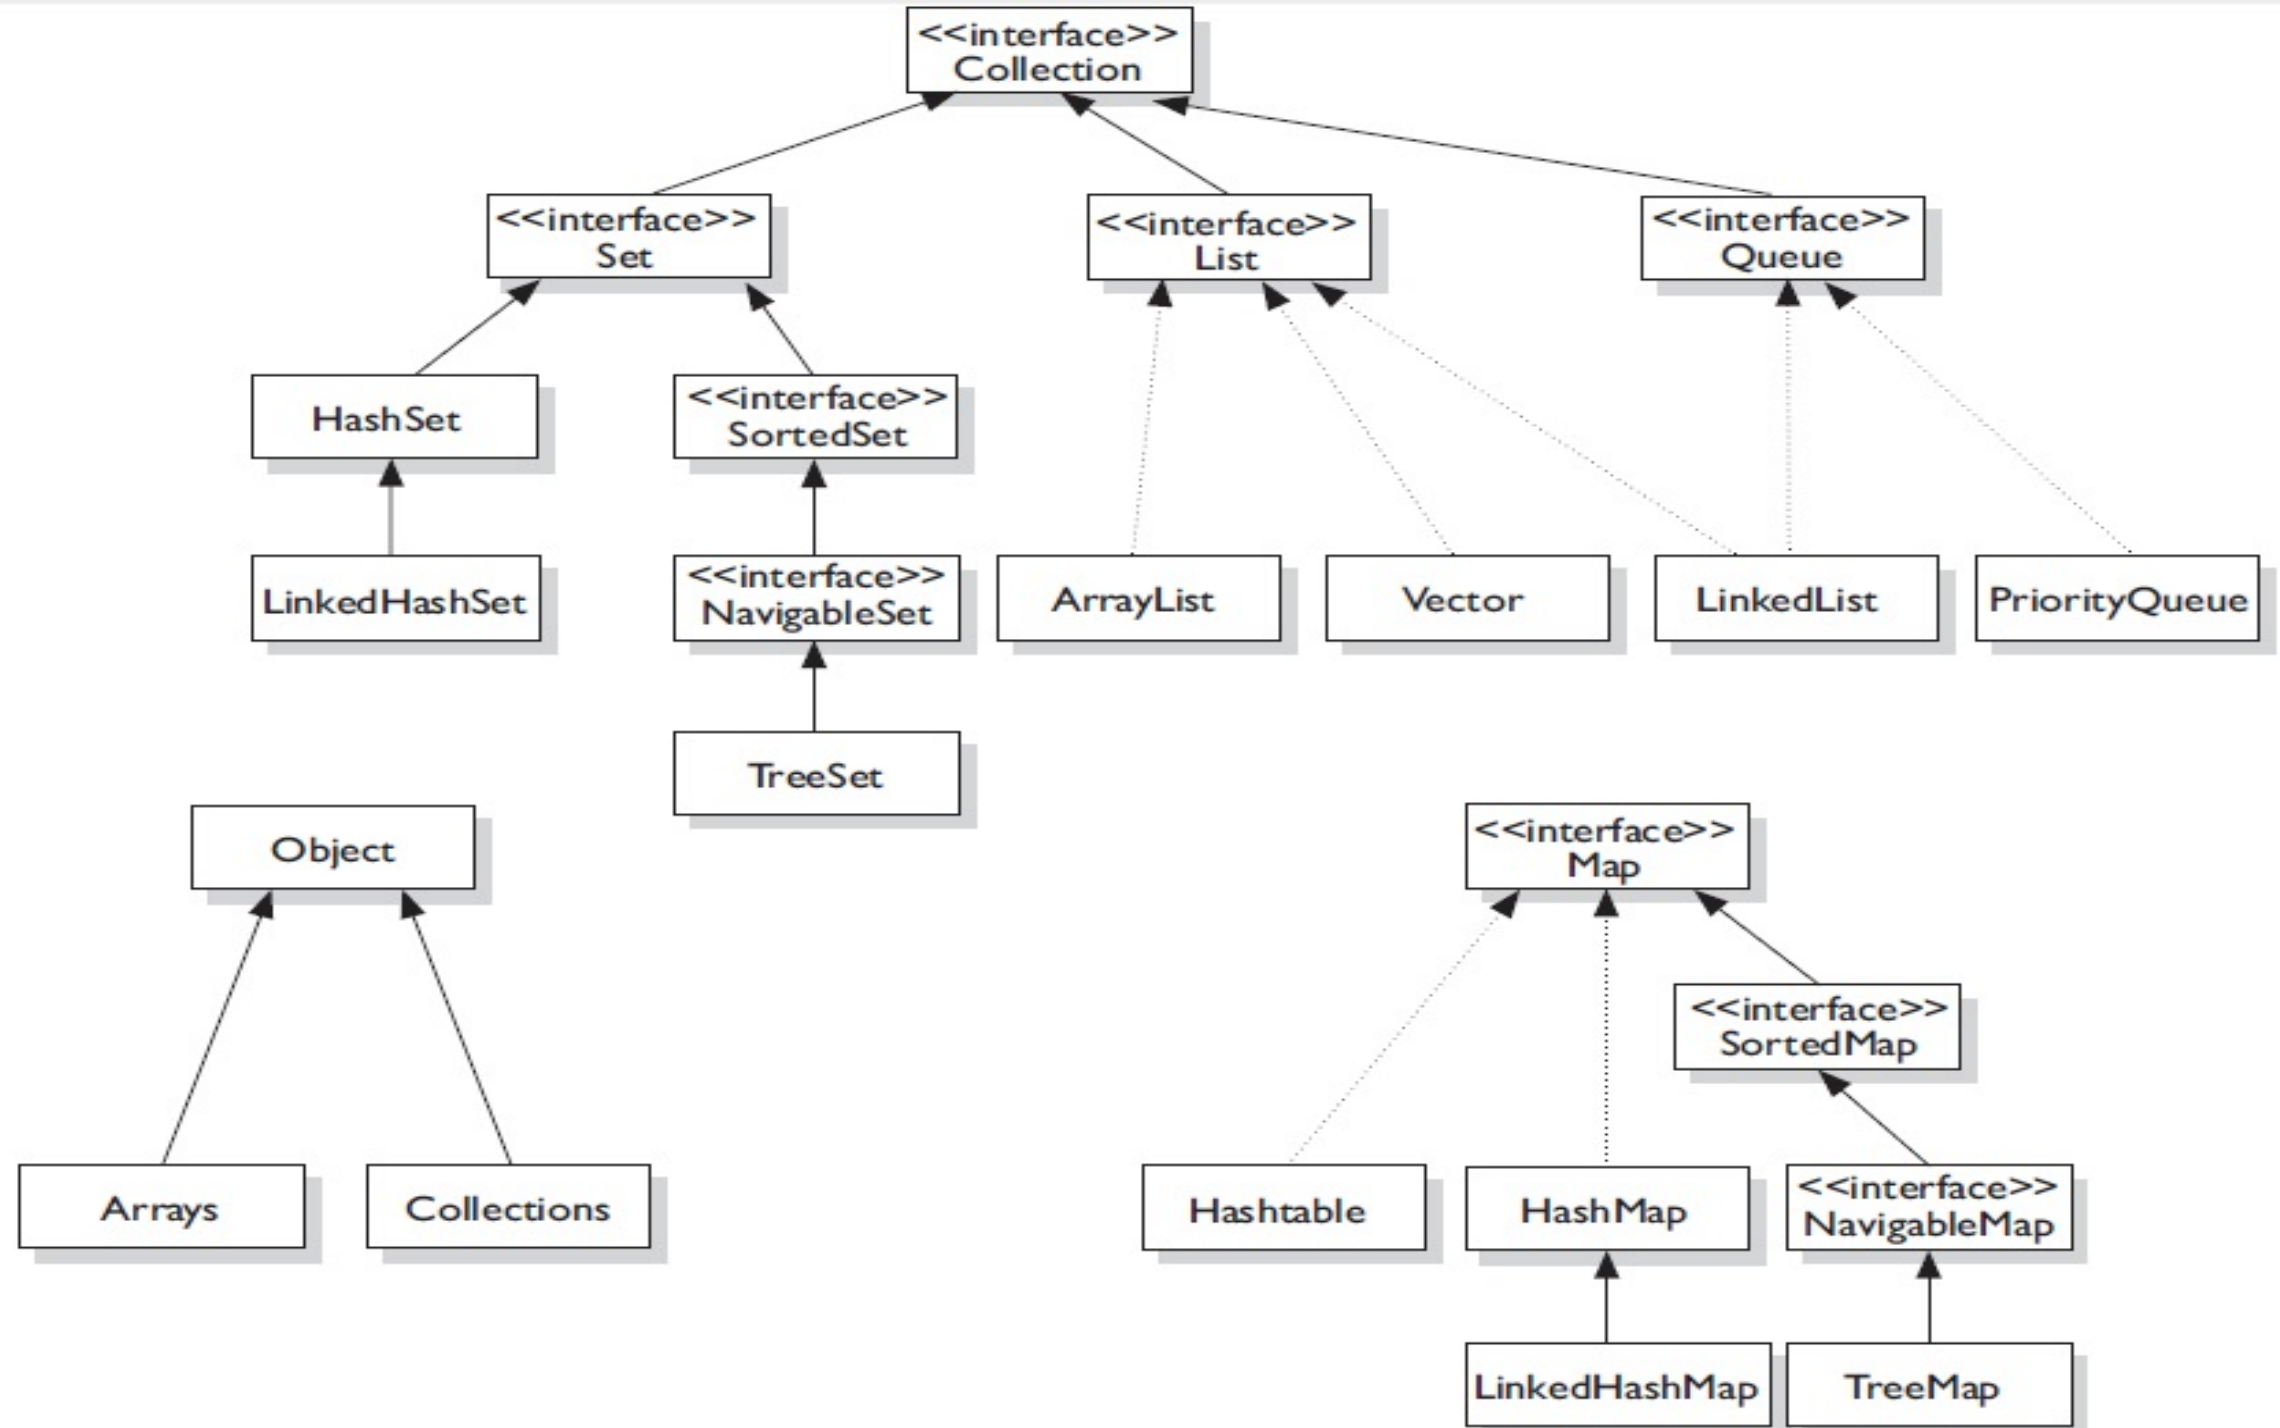 <<interface>>
Collection
<<interface>>
Set
<<interface>>
List
<<interface>>
Queue
HashSet
<<interface>>
SortedSet
LinkedHashSet
<<interface>>
NavigableSet
ArrayList
Vector
LinkedList
PriorityQueue
TreeSet
Object
<<interface>>
Map
<<interface>>
SortedMap
Arrays
Collections
Hashtable
HashMap
<<interface>>
NavigableMap
LinkedHashMap
TreeMap